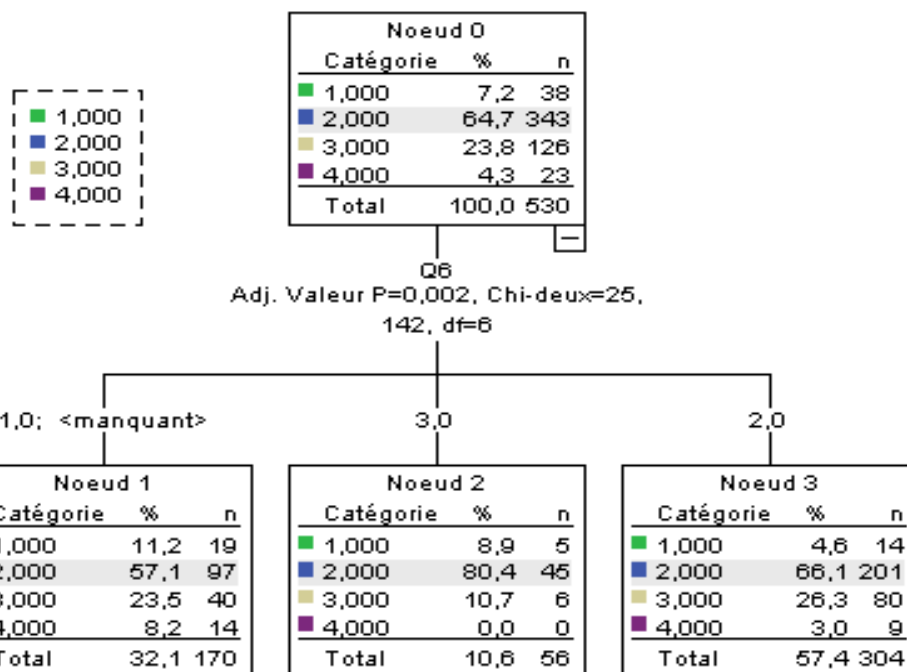 Noeud 0
Catégorie % n
1,000 7,2 38
2,000 64,7 343
3,000 23,8 126
4,000 4,3 23
Total 100,0 530
1,000
2,000
3,000
4,000
Q6
Adj. Valeur P=0,002, Chi-deux=25,
142, df=6
1,0; <manquant>
3,0
2,0
Noeud 1
Catégorie % n
1,000 11,2 19
2,000 57,1 97
3,000 23,5 40
4,000 8,2 14
Total 32,1 170
Noeud 2
Catégorie % n
1,000 8,9 5
2,000 80,4 45
3,000 10,7 6
4,000 0,0 0
Total 10,6 56
Noeud 3
Catégorie % n
1,000 4,6 14
2,000 66,1 201
3,000 26,3 80
4,000 3,0 9
Total 57,4 304